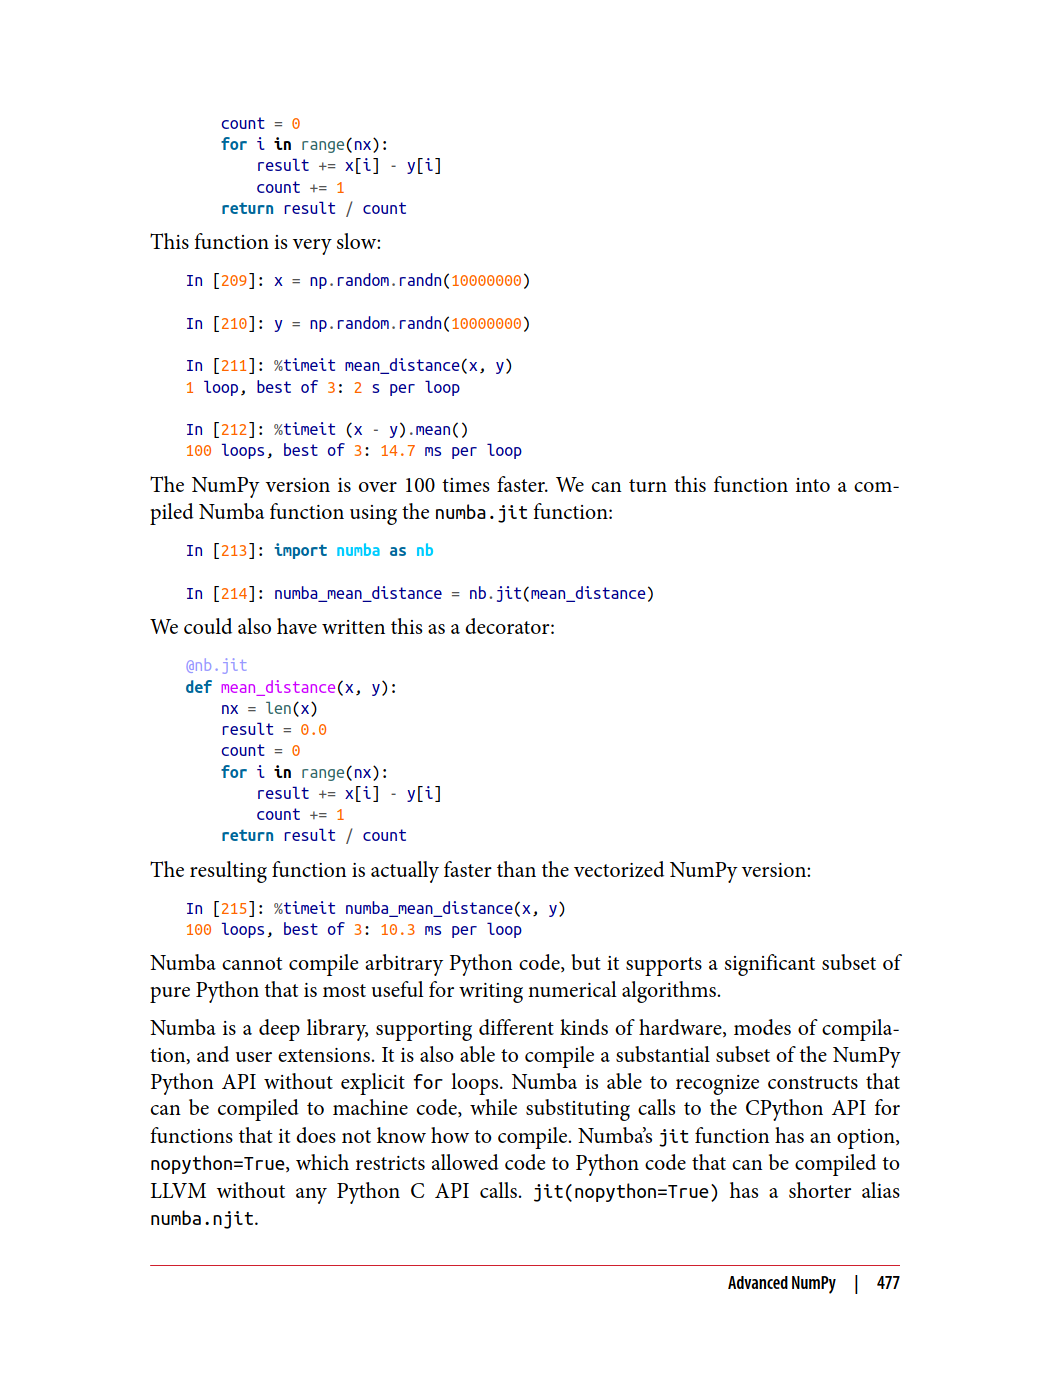 count = 0
for i in range(nx):
result += x[i] - y[i]
count += 1
return result / count
This function is very slow:
In [209]: x = np.random.randn(10000000)
In [210]: y = np.random.randn(10000000)
In [211]: %timeit mean_distance(x, y)
1 loop, best of 3: 2 s per loop
In [212]: %timeit (x - y).mean()
100 loops, best of 3: 14.7 ms per loop
The NumPy version is over 100 times faster. We can turn this function into a com-
piled Numba function using the numba.jit function:
In [213]: import numba as nb
In [214]: numba_mean_distance = nb.jit(mean_distance)
We could also have written this as a decorator:
@nb.jit
def mean_distance(x, y):
nx = len(x)
result = 0.0
count = 0
for i in range(nx):
result += x[i] - y[i]
count += 1
return result / count
The resulting function is actually faster than the vectorized NumPy version:
In [215]: %timeit numba_mean_distance(x, y)
100 loops, best of 3: 10.3 ms per loop
Numba cannot compile arbitrary Python code, but it supports a significant subset of
pure Python that is most useful for writing numerical algorithms.
Numba is a deep library, supporting different kinds of hardware, modes of compila-
tion, and user extensions. It is also able to compile a substantial subset of the NumPy
Python API without explicit for loops. Numba is able to recognize constructs that
can be compiled to machine code, while substituting calls to the CPython API for
functions that it does not know how to compile. Numba’s jit function has an option,
nopython=True, which restricts allowed code to Python code that can be compiled to
LLVM without any Python C API calls. jit(nopython=True) has a shorter alias
numba.njit.
Advanced NumPy | 477